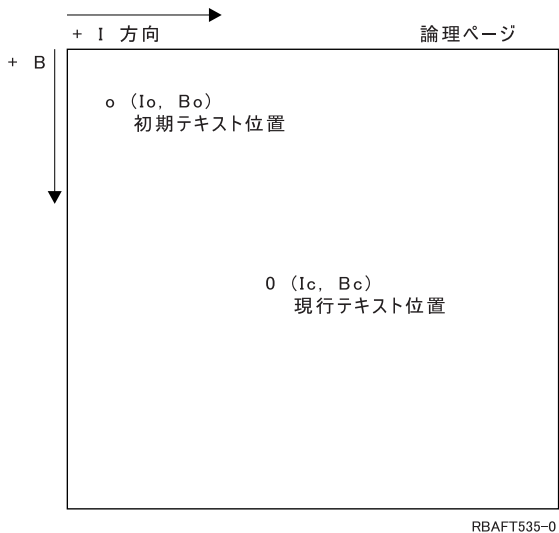 + I 方向 論理ページ
+ B
o (Io, Bo)
初期テキスト位置
0 (Ic, Bc)
現行テキスト位置
RBAFT535-0